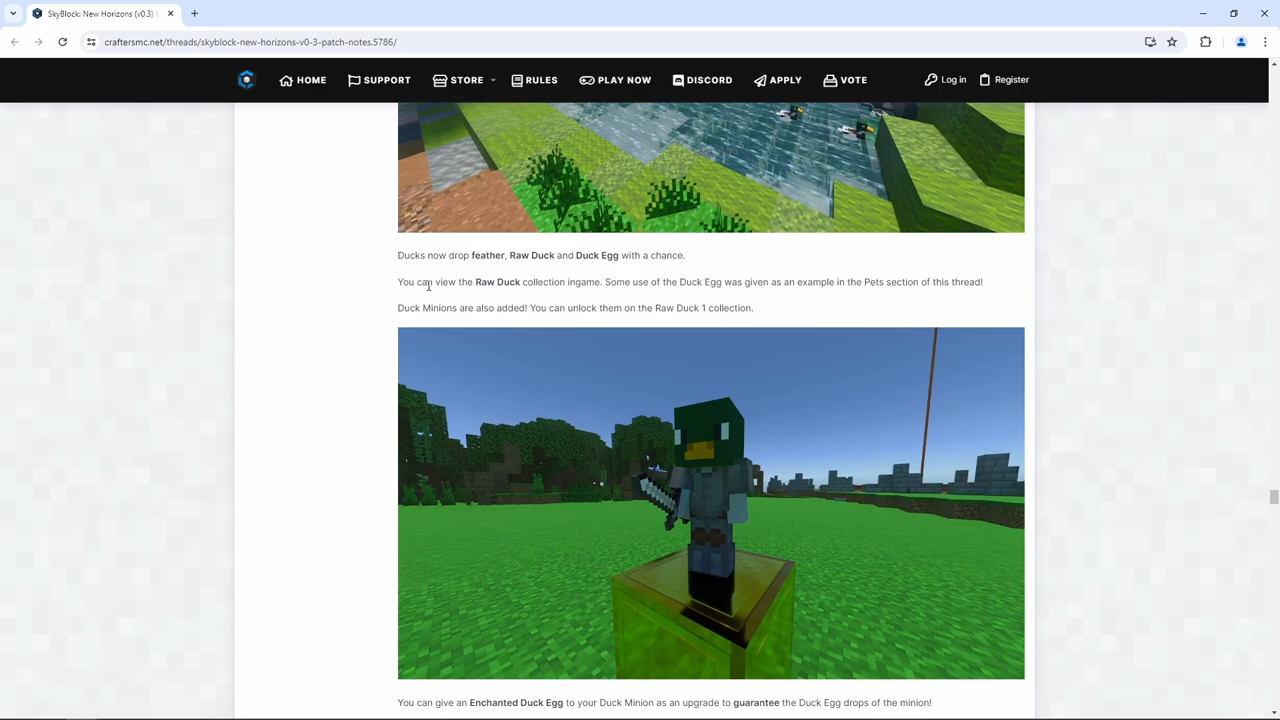 SkyBlock: New Horizons (v0.3)
craftersmc.net/threads/skyblock-new-horizons-v0-3-patch-notes.5786/
HOME SUPPORT STORE RULES PLAY NOW DISCORD APPLY VOTE Log in Register
Ducks now drop feather, Raw Duck and Duck Egg with a chance.
You can view the Raw Duck collection ingame. Some use of the Duck Egg was given as an example in the Pets section of this thread!
Duck Minions are also added! You can unlock them on the Raw Duck 1 collection.
You can give an Enchanted Duck Egg to your Duck Minion as an upgrade to guarantee the Duck Egg drops of the minion!